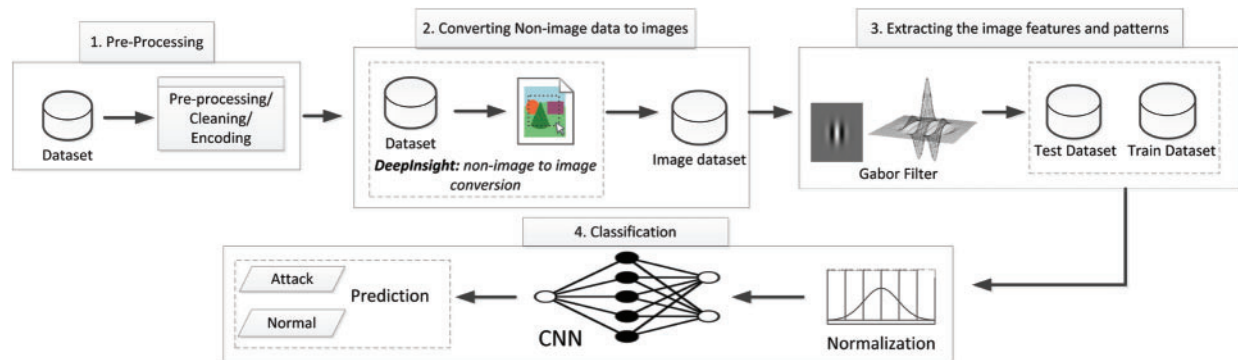 1. Pre-Processing
Dataset
Pre-processing/
Cleaning/
Encoding
2. Converting Non-image data to images
Dataset
DeepInsight: non-image to image
conversion
Image dataset
3. Extracting the image features and patterns
Gabor Filter
Test Dataset Train Dataset
4. Classification
Attack
Normal
Prediction
CNN
Normalization